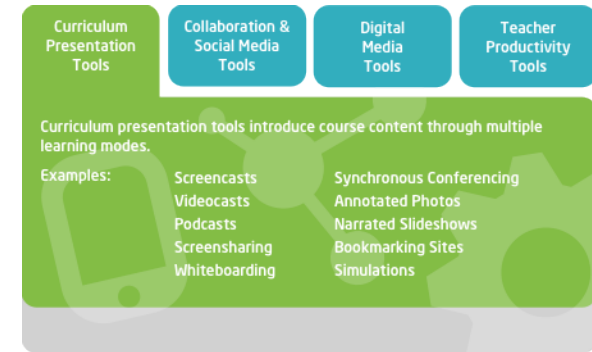 Curriculum
Presentation
Tools
Collaboration &
Social Media
Tools
Digital
Media
Tools
Teacher
Productivity
Tools
Curriculum presentation tools introduce course content through multiple
learning modes.
Examples:
Screencasts
Videocasts
Podcasts
Screensharing
Whiteboarding
Synchronous Conferencing
Annotated Photos
Narrated Slideshows
Bookmarking Sites
Simulations